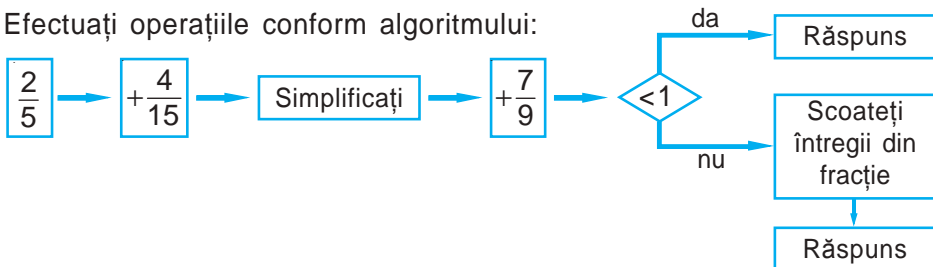 Efectuați operațiile conform algoritmului:
2/5
+4/15
Simplificați
+7/9
<1
da
Răspuns
nu
Scoateți
întregii din
fracție
Răspuns